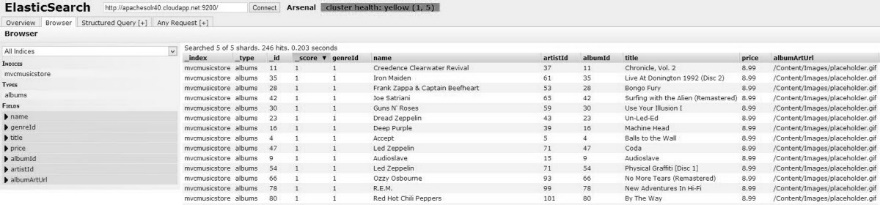 ElasticSearch http://apachesolr40.cloudapp.net:9200/ Connect Arsenal cluster health: yellow (1, 5)
Overview Browser Structured Query [+] Any Request [+]
Browser
All Indices
Indices
mvcmusicstore
Types
albums
Fields
name
genreId
title
price
albumId
artistId
albumArtUrl
Searched 5 of 5 shards. 246 hits. 0.203 seconds
_index _type _id _score ▼ genreId name artistId albumId title price albumArtUrl
mvcmusicstore albums 11 1 1 Creedence Clearwater Revival 37 11 Chronicle, Vol. 2 8.99 /Content/Images/placeholder.gif
mvcmusicstore albums 35 1 1 Iron Maiden 61 35 Live At Donington 1992 (Disc 2) 8.99 /Content/Images/placeholder.gif
mvcmusicstore albums 28 1 1 Frank Zappa & Captain Beefheart 53 28 Bongo Fury 8.99 /Content/Images/placeholder.gif
mvcmusicstore albums 42 1 1 Joe Satriani 65 42 Surfing with the Alien (Remastered) 8.99 /Content/Images/placeholder.gif
mvcmusicstore albums 30 1 1 Guns N' Roses 59 30 Use Your Illusion I 8.99 /Content/Images/placeholder.gif
mvcmusicstore albums 23 1 1 Dread Zeppelin 43 23 Un-Led-Ed 8.99 /Content/Images/placeholder.gif
mvcmusicstore albums 16 1 1 Deep Purple 39 16 Machine Head 8.99 /Content/Images/placeholder.gif
mvcmusicstore albums 4 1 1 Accept 5 4 Balls to the Wall 8.99 /Content/Images/placeholder.gif
mvcmusicstore albums 47 1 1 Led Zeppelin 71 47 Coda 8.99 /Content/Images/placeholder.gif
mvcmusicstore albums 9 1 1 Audioslave 15 9 Audioslave 8.99 /Content/Images/placeholder.gif
mvcmusicstore albums 54 1 1 Led Zeppelin 71 54 Physical Graffiti [Disc 1] 8.99 /Content/Images/placeholder.gif
mvcmusicstore albums 66 1 1 Ozzy Osbourne 93 66 No More Tears (Remastered) 8.99 /Content/Images/placeholder.gif
mvcmusicstore albums 78 1 1 R.E.M. 99 78 New Adventures In Hi-Fi 8.99 /Content/Images/placeholder.gif
mvcmusicstore albums 80 1 1 Red Hot Chili Peppers 101 80 By The Way 8.99 /Content/Images/placeholder.gif